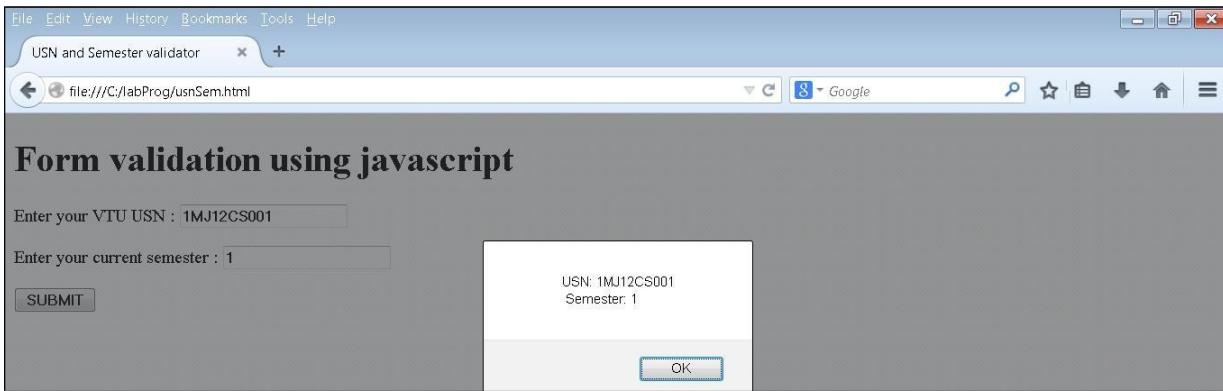 File Edit View History Bookmarks Tools Help
USN and Semester validator × +
file:///C:/labProg/usnSem.html
8 Google
Form validation using javascript
Enter your VTU USN : 1MJ12CS001
Enter your current semester : 1
SUBMIT
USN: 1MJ12CS001
Semester: 1
OK